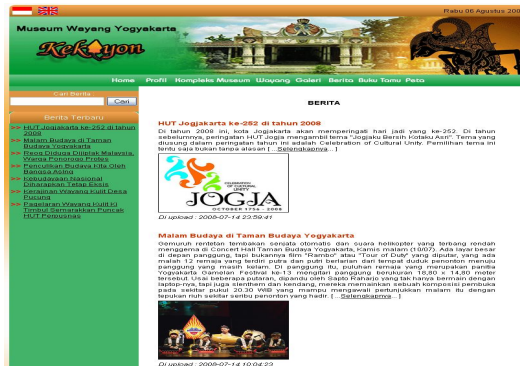 Rabu 06 Agustus 200
Museum Wayang Yogyakarta
Kekayon
Home Profil Kompleks Museum Wayang Galeri Berita Buku Tamu Peta
Cari Berita :
Cari
Berita Terbaru
>> HUT Jogjakarta ke-252 di tahun
2008
>> Malam Budaya di Taman
Budaya Yogyakarta
>> Reog Diduga Dijiplak Malaysia,
Warga Ponorogo Protes
>> Penculikan Budaya Kita Oleh
Bangsa Asing
>> Kebudayaan Nasional
Diharapkan Tetap Eksis
>> Kerajinan Wayang Kulit Desa
Pucung
>> Pagelaran Wayang Kulit Ki
Timbul Semarakkan Puncak
HUT Perpusnas
BERITA
HUT Jogjakarta ke-252 di tahun 2008
Di tahun 2008 ini, kota Jogjakarta akan memperingati hari jadi yang ke-252. Di tahun
sebelumnya, peringatan HUT Jogja mengambil tema "Jogjaku Bersih Kotaku Asri". Tema yang
diusung dalam peringatan tahun ini adalah Celebration of Cultural Unity. Pemilihan tema ini
tentu saja bukan tanpa alasan [ ...Selengkapnya... ]
CELEBRATION
OF CULTURAL
UNITY
JOGJA
OCTOBER 1756 - 2008
Di upload : 2008-07-14 23:59:41
Malam Budaya di Taman Budaya Yogyakarta
Gemuruh rentetan tembakan senjata otomatis dan suara helikopter yang terbang rendah
menggema di Concert Hall Taman Budaya Yogyakarta, Kamis malam (10/07). Ada layar besar
di depan panggung, tapi bukannya film "Rambo" atau "Tour of Duty" yang diputar, yang ada
malah 12 remaja yang terdiri putra dan putri berlarian dari tempat duduk penonton menuju
panggung yang masih kelam. Di panggung itu, puluhan remaja yang merupakan panitia
Yogyakarta Gamelan Festival ke-13 mengitari panggung berukuran 16,80 x 14,80 meter
tersebut. Usai beberapa putaran, dipandu oleh Sapto Raharjo yang tak hanya bermain dengan
laptop-nya, tapi juga slenthem dan kendang, mereka memainkan sebuah komposisi pembuka
pada sekitar pukul 20.30 WIB yang mampu mengawali pertunjukkan malam itu dengan
tepukan riuh sekitar seribu penonton yang hadir. [ ...Selengkapnya... ]
Di upload : 2008-07-14 10:04:23